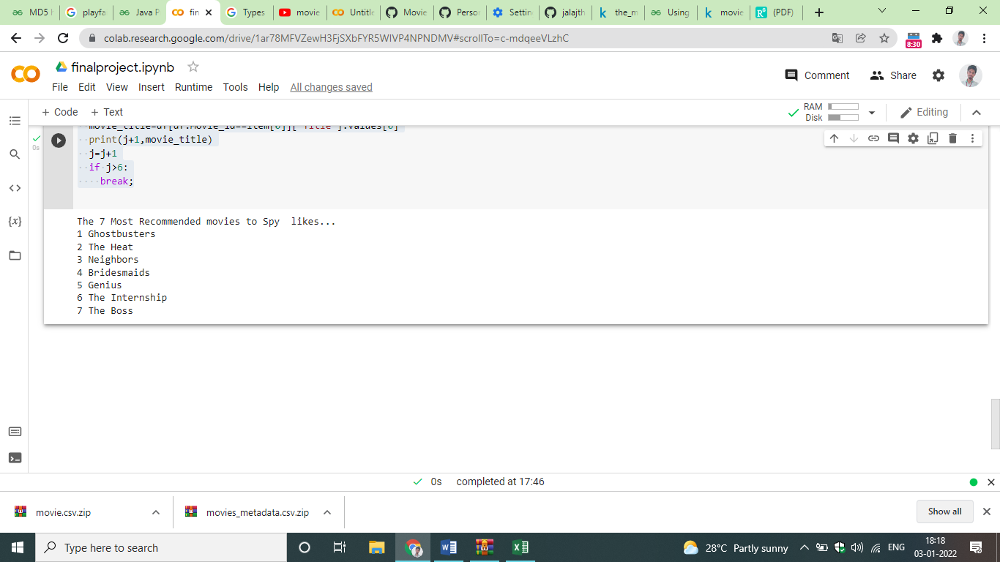 MD5
playfa
Java P
fin
Types
movie
Untitle
Movie
Person
Settin
jalajth
the_m
Using
movie
(PDF)
colab.research.google.com/drive/1ar78MFVZewH3FjSXbFYR5WIVP4NPNDMV#scrollTo=c-mdqeeVLzhC
8:30
finalproject.ipynb
File Edit View Insert Runtime Tools Help All changes saved
Comment
Share
+ Code + Text
RAM
Disk
Editing
movie_title=df[df.Movie_id==item[0]]['Title'].values[0]
0s
print(j+1,movie_title)
j=j+1
if j>6:
break;
{x}
The 7 Most Recommended movies to Spy  likes...
1 Ghostbusters
2 The Heat
3 Neighbors
4 Bridesmaids
5 Genius
6 The Internship
7 The Boss
0s completed at 17:46
movie.csv.zip
movies_metadata.csv.zip
Show all
Type here to search
28°C Partly sunny
ENG
18:18
03-01-2022